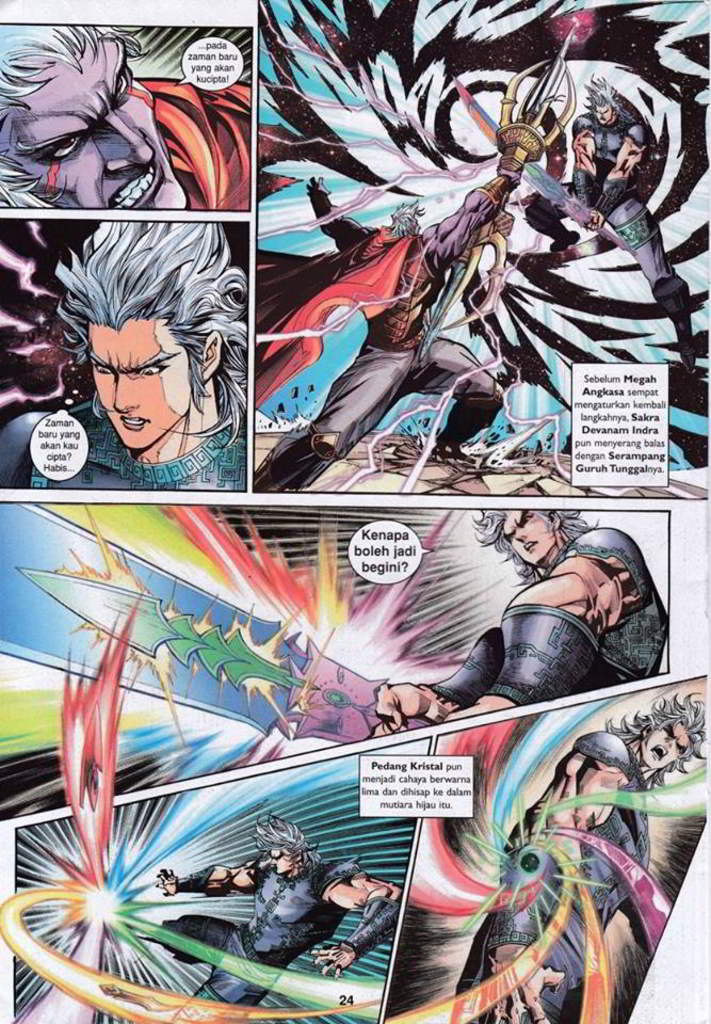 ...pada
zaman baru
yang akan
kucipta!
Zaman
baru yang
akan kau
cipta?
Habis...
Sebelum Megah
Angkasa sempat
mengaturkan kembali
langkahnya, Sakra
Devanam Indra
pun menyerang balas
dengan Serampang
Guruh Tunggalnya.
Kenapa
boleh jadi
begini?
Pedang Kristal pun
menjadi cahaya berwarna
lima dan dihisap ke dalam
mutiara hijau itu.
24